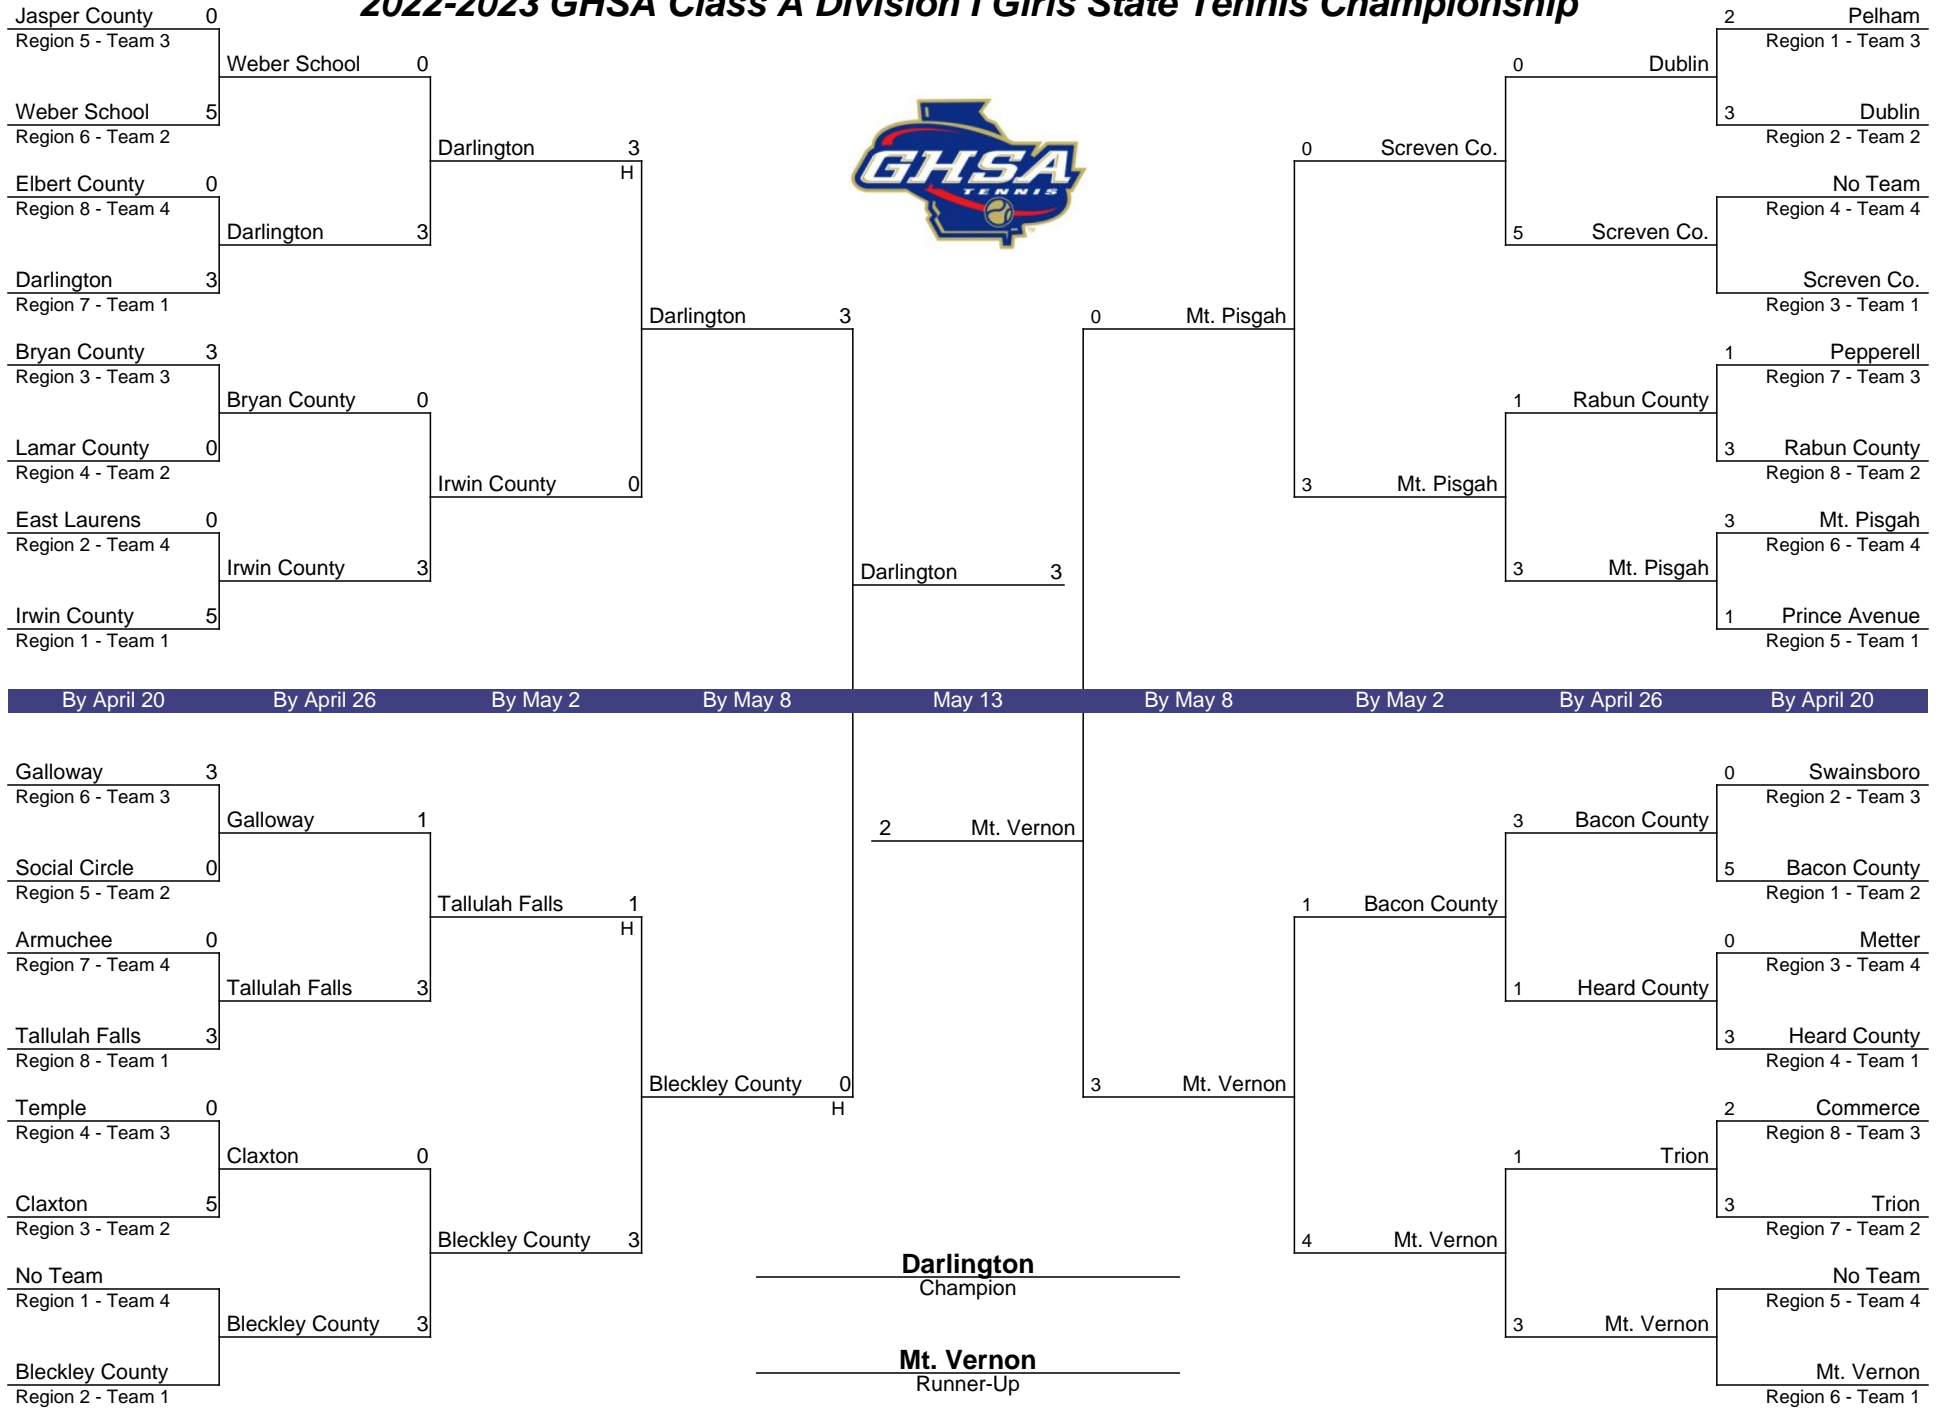 2022-2023 GHSA Class A Division I Girls State Tennis Championship
Jasper County 0
Region 5 - Team 3
Weber School 0
Weber School 5
Region 6 - Team 2
Darlington 3
H
Elbert County 0
Region 8 - Team 4
Darlington 3
Darlington 3
Region 7 - Team 1
Darlington 3
Bryan County 3
Region 3 - Team 3
Bryan County 0
Lamar County 0
Region 4 - Team 2
Irwin County 0
East Laurens 0
Region 2 - Team 4
Irwin County 3
Irwin County 5
Region 1 - Team 1
Darlington 3
GHSA
TENNIS
2 Pelham
Region 1 - Team 3
0 Dublin
3 Dublin
Region 2 - Team 2
0 Screven Co.
No Team
Region 4 - Team 4
5 Screven Co.
Screven Co.
Region 3 - Team 1
0 Mt. Pisgah
1 Pepperell
Region 7 - Team 3
1 Rabun County
3 Rabun County
Region 8 - Team 2
3 Mt. Pisgah
3 Mt. Pisgah
Region 6 - Team 4
3 Mt. Pisgah
1 Prince Avenue
Region 5 - Team 1
By April 20 By April 26 By May 2 By May 8 May 13 By May 8 By May 2 By April 26 By April 20
Galloway 3
Region 6 - Team 3
Galloway 1
Social Circle 0
Region 5 - Team 2
Tallulah Falls 1
H
Armuchee 0
Region 7 - Team 4
Tallulah Falls 3
Tallulah Falls 3
Region 8 - Team 1
Bleckley County 0
H
Temple 0
Region 4 - Team 3
Claxton 0
Claxton 5
Region 3 - Team 2
Bleckley County 3
No Team
Region 1 - Team 4
Bleckley County 3
Bleckley County
Region 2 - Team 1
2 Mt. Vernon
Darlington
Champion
Mt. Vernon
Runner-Up
0 Swainsboro
Region 2 - Team 3
3 Bacon County
5 Bacon County
Region 1 - Team 2
1 Bacon County
0 Metter
Region 3 - Team 4
1 Heard County
3 Heard County
Region 4 - Team 1
3 Mt. Vernon
2 Commerce
Region 8 - Team 3
1 Trion
3 Trion
Region 7 - Team 2
4 Mt. Vernon
No Team
Region 5 - Team 4
3 Mt. Vernon
Mt. Vernon
Region 6 - Team 1